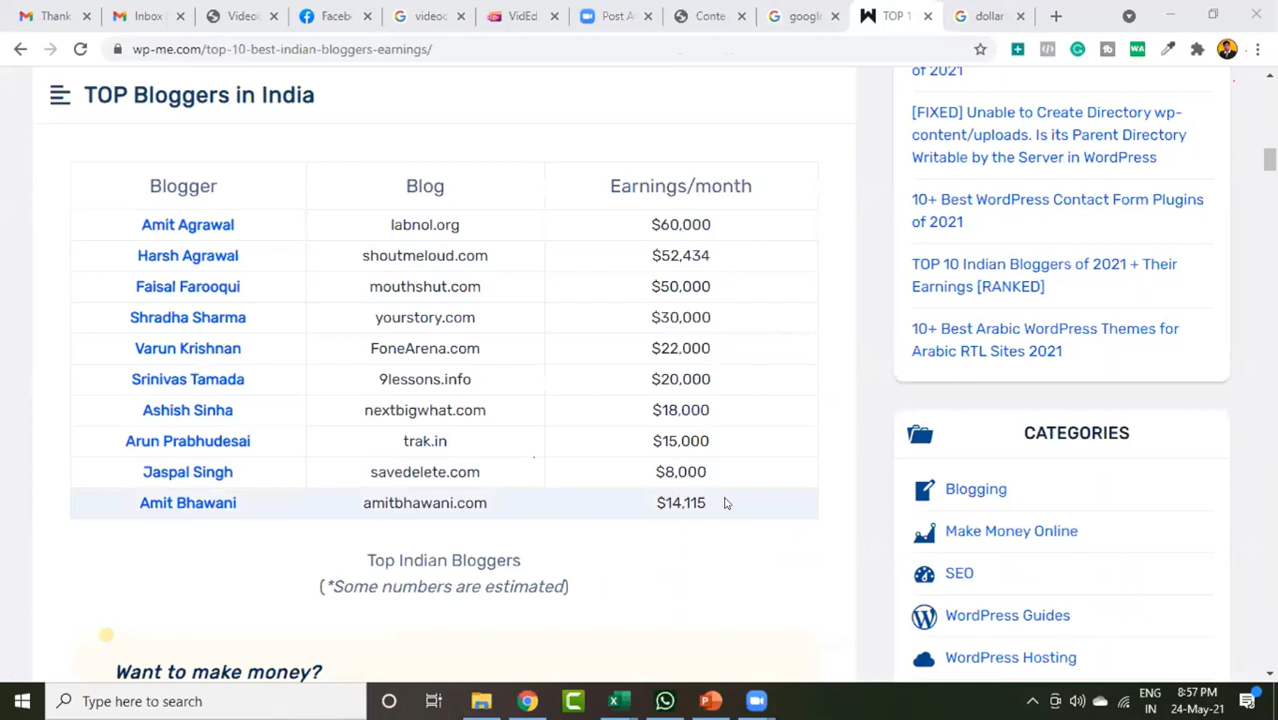 Thank
Inbox
Video
Faceb
videoc
VidEd
Post A
Conte
google
TOP 1
dollar
wp-me.com/top-10-best-indian-bloggers-earnings/
TOP Bloggers in India
Blogger Blog Earnings/month
Amit Agrawal labnol.org $60,000
Harsh Agrawal shoutmeloud.com $52,434
Faisal Farooqui mouthshut.com $50,000
Shradha Sharma yourstory.com $30,000
Varun Krishnan FoneArena.com $22,000
Srinivas Tamada 9lessons.info $20,000
Ashish Sinha nextbigwhat.com $18,000
Arun Prabhudesai trak.in $15,000
Jaspal Singh savedelete.com $8,000
Amit Bhawani amitbhawani.com $14,115
Top Indian Bloggers
(*Some numbers are estimated)
Want to make money?
of 2021
[FIXED] Unable to Create Directory wp-
content/uploads. Is its Parent Directory
Writable by the Server in WordPress
10+ Best WordPress Contact Form Plugins
of 2021
TOP 10 Indian Bloggers of 2021 + Their
Earnings [RANKED]
10+ Best Arabic WordPress Themes for
Arabic RTL Sites 2021
CATEGORIES
Blogging
Make Money Online
SEO
WordPress Guides
WordPress Hosting
Type here to search
ENG
IN
8:57 PM
24-May-21